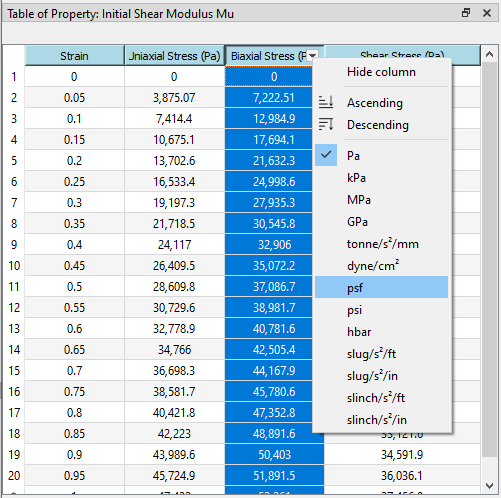 Table of Property: Initial Shear Modulus Mu
Strain Jniaxial Stress (Pa) Biaxial Stress (P Shear Stress (Pa)
1 0 0 0
2 0.05 3,875.07 7,222.51
3 0.1 7,414.4 12,984.9
4 0.15 10,675.1 17,694.1
5 0.2 13,702.6 21,632.3
6 0.25 16,533.4 24,998.6
7 0.3 19,197.3 27,935.3
8 0.35 21,718.5 30,545.8
9 0.4 24,117 32,906
10 0.45 26,409.5 35,072.2
11 0.5 28,609.8 37,086.7
12 0.55 30,729.6 38,981.7
13 0.6 32,778.9 40,781.6
14 0.65 34,766 42,505.4
15 0.7 36,698.3 44,167.9
16 0.75 38,581.7 45,780.6
17 0.8 40,421.8 47,352.8
18 0.85 42,223 48,891.6
19 0.9 43,989.6 50,403 34,591.9
20 0.95 45,724.9 51,891.5 36,036.1
Hide column
Ascending
Descending
Pa
kPa
MPa
GPa
tonne/s²/mm
dyne/cm²
psf
psi
hbar
slug/s²/ft
slug/s²/in
slinch/s²/ft
slinch/s²/in